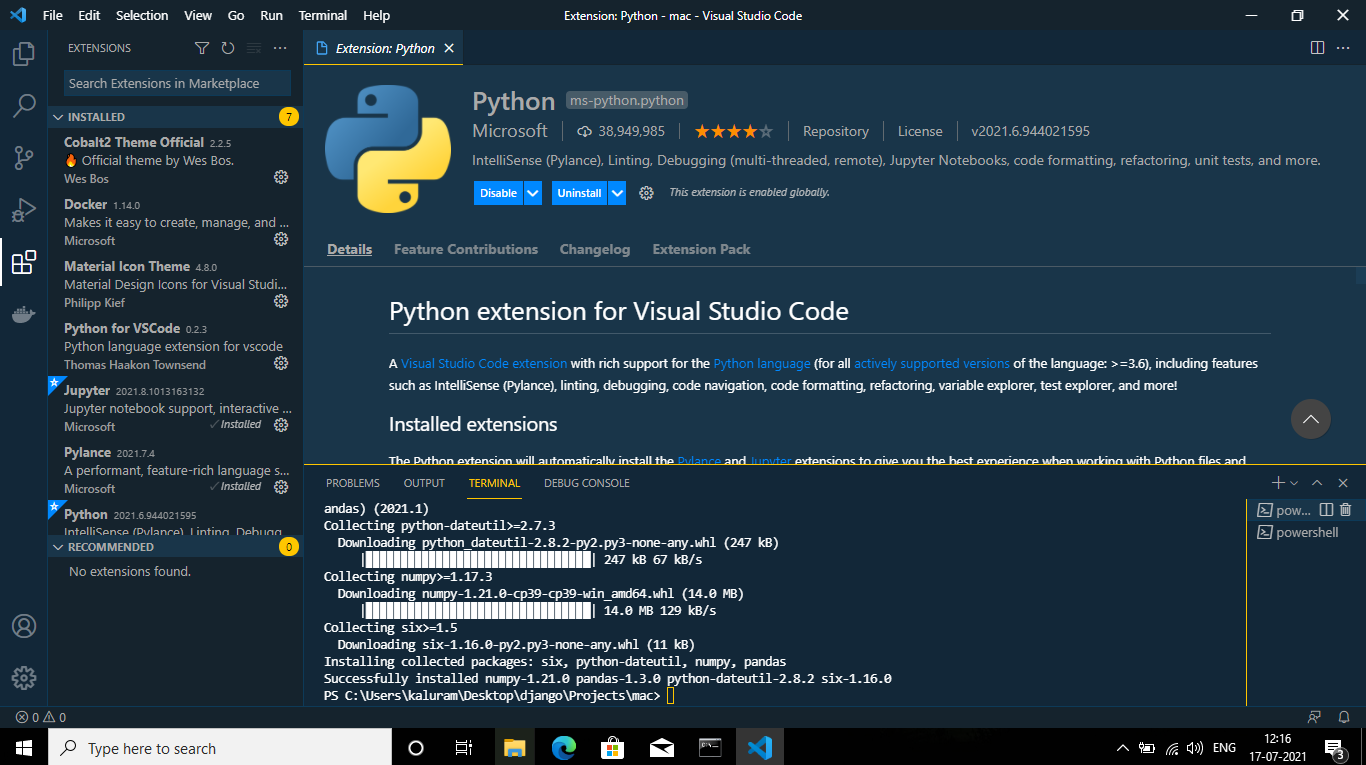 File Edit Selection View Go Run Terminal Help
Extension: Python - mac - Visual Studio Code
EXTENSIONS
Search Extensions in Marketplace
INSTALLED 7
Cobalt2 Theme Official 2.2.5
Official theme by Wes Bos.
Wes Bos
Docker 1.14.0
Makes it easy to create, manage, and ...
Microsoft
Material Icon Theme 4.8.0
Material Design Icons for Visual Studi...
Philipp Kief
Python for VSCode 0.2.3
Python language extension for vscode
Thomas Haakon Townsend
Jupyter 2021.8.1013163132
Jupyter notebook support, interactive ...
Microsoft ✓ Installed
Pylance 2021.7.4
A performant, feature-rich language s...
Microsoft ✓ Installed
Python 2021.6.944021595
IntelliSense (Pylance), Linting, Debugg...
RECOMMENDED 0
No extensions found.
Extension: Python
Python ms-python.python
Microsoft 38,949,985 Repository License v2021.6.944021595
IntelliSense (Pylance), Linting, Debugging (multi-threaded, remote), Jupyter Notebooks, code formatting, refactoring, unit tests, and more.
Disable Uninstall This extension is enabled globally.
Details Feature Contributions Changelog Extension Pack
Python extension for Visual Studio Code
A Visual Studio Code extension with rich support for the Python language (for all actively supported versions of the language: >=3.6), including features
such as IntelliSense (Pylance), linting, debugging, code navigation, code formatting, refactoring, variable explorer, test explorer, and more!
Installed extensions
The Python extension will automatically install the Pylance and Jupyter extensions to give you the best experience when working with Python files and
PROBLEMS OUTPUT TERMINAL DEBUG CONSOLE
andas) (2021.1)
Collecting python-dateutil>=2.7.3
Downloading python_dateutil-2.8.2-py2.py3-none-any.whl (247 kB)
|████████████████████████████████| 247 kB 67 kB/s
Collecting numpy>=1.17.3
Downloading numpy-1.21.0-cp39-cp39-win_amd64.whl (14.0 MB)
|████████████████████████████████| 14.0 MB 129 kB/s
Collecting six>=1.5
Downloading six-1.16.0-py2.py3-none-any.whl (11 kB)
Installing collected packages: six, python-dateutil, numpy, pandas
Successfully installed numpy-1.21.0 pandas-1.3.0 python-dateutil-2.8.2 six-1.16.0
PS C:\Users\kaluram\Desktop\django\Projects\mac>
pow...
powershell
0 0
Type here to search
ENG
12:16
17-07-2021
3